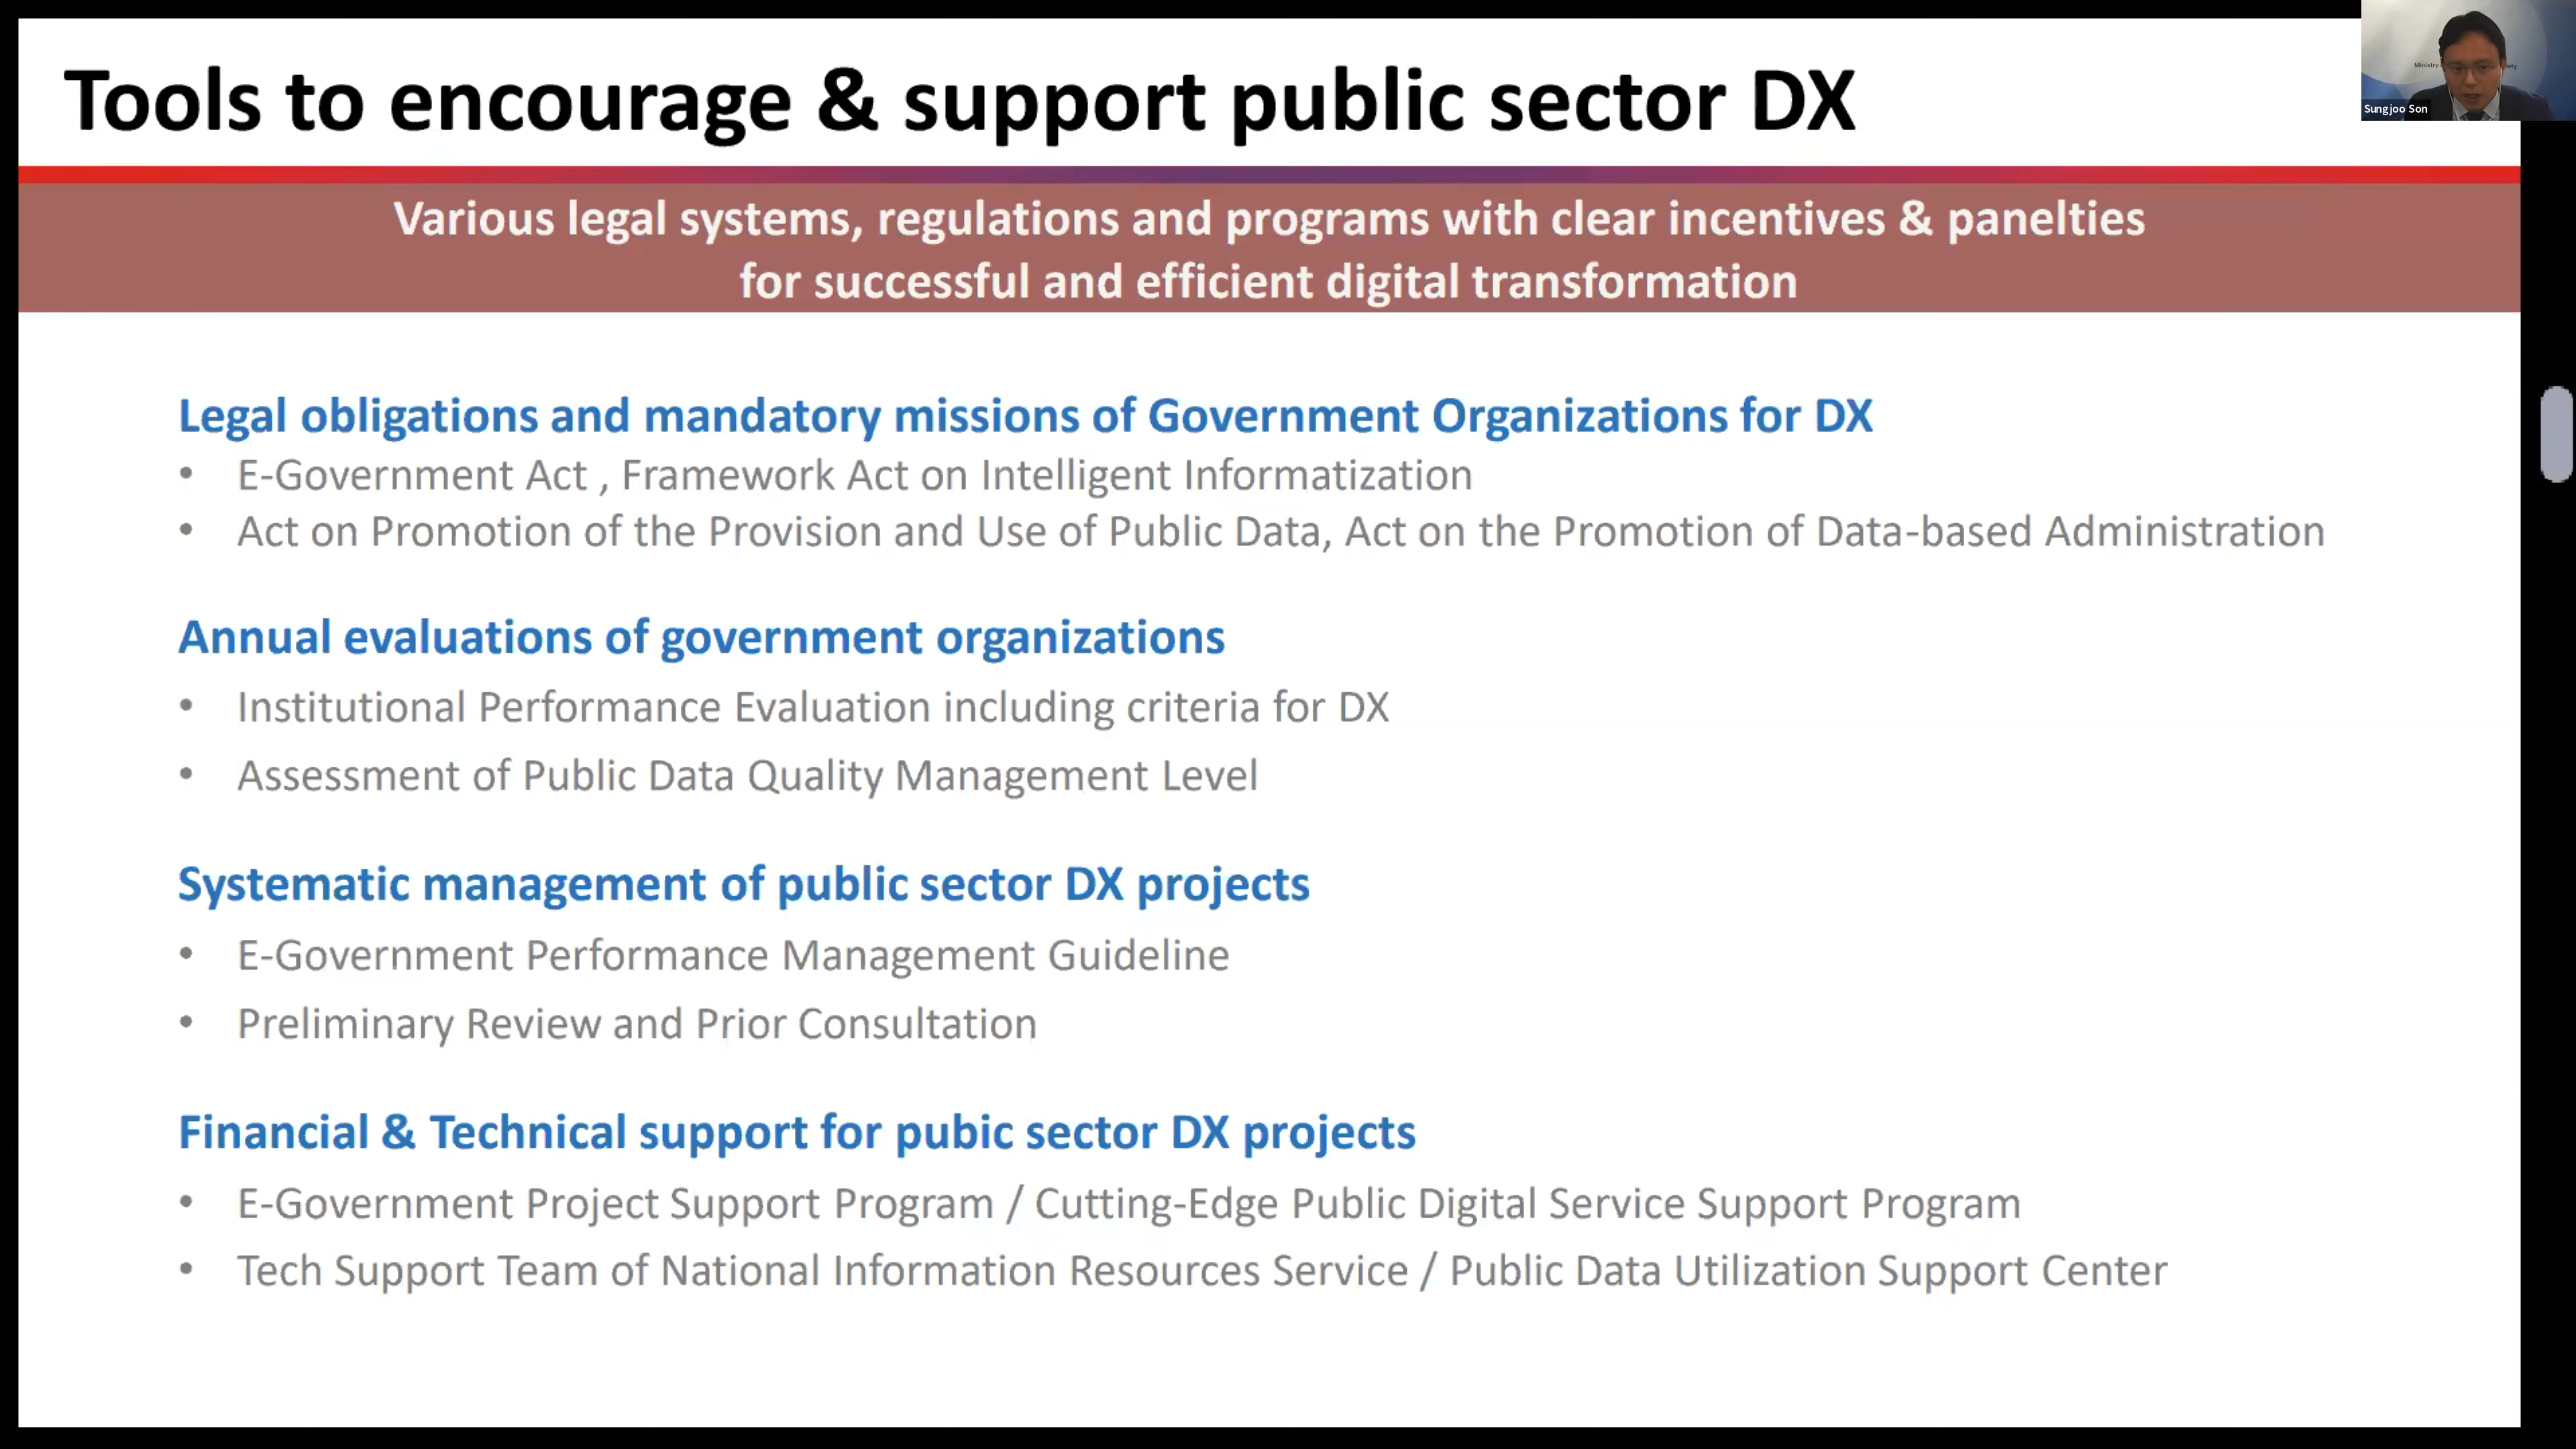 Tools to encourage & support public sector DX
Ministry
ety
Sungjoo Son
Various legal systems, regulations and programs with clear incentives & panelties
for successful and efficient digital transformation
Legal obligations and mandatory missions of Government Organizations for DX
• E-Government Act , Framework Act on Intelligent Informatization
• Act on Promotion of the Provision and Use of Public Data, Act on the Promotion of Data-based Administration
Annual evaluations of government organizations
• Institutional Performance Evaluation including criteria for DX
• Assessment of Public Data Quality Management Level
Systematic management of public sector DX projects
• E-Government Performance Management Guideline
• Preliminary Review and Prior Consultation
Financial & Technical support for pubic sector DX projects
• E-Government Project Support Program / Cutting-Edge Public Digital Service Support Program
• Tech Support Team of National Information Resources Service / Public Data Utilization Support Center